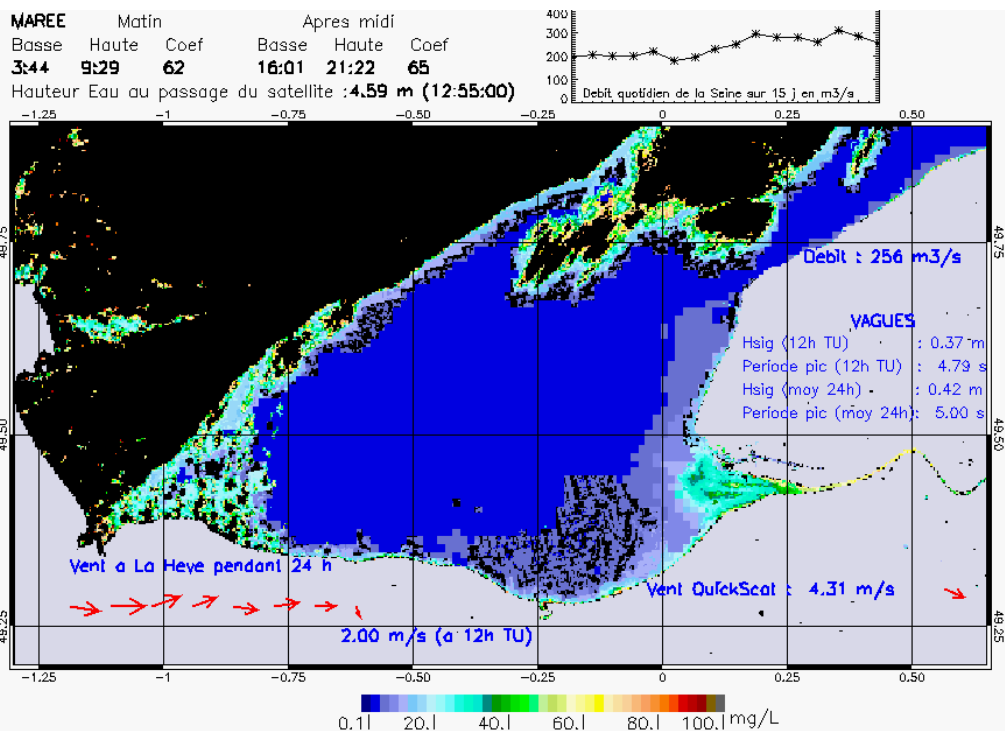 MAREE Matin Apres midi
Basse Haute Coef Basse Haute Coef
3:44 9:29 62 16:01 21:22 65
Hauteur Eau au passage du satellite :4.59 m (12:55:00)
400
300
200
100
0
Debit quotidien de la Seine sur 15 j en m3/s
-1.25 -1 -0.75 -0.50 -0.25 0 0.25 0.50
49.75 49.75
Debit : 256 m3/s
VAGUES
Hsig (12h TU) : 0.37 m
Periode pic (12h TU) : 4.79 s
Hsig (moy 24h) : 0.42 m
Periode pic (moy 24h): 5.00 s
49.50 49.50
Vent a La Heve pendant 24 h
Vent QuickScat : 4.31 m/s
49.25 49.25
2.00 m/s (a 12h TU)
-1.25 -1 -0.75 -0.50 -0.25 0 0.25 0.50
0.1| 20.| 40.| 60.| 80.| 100.| mg/L